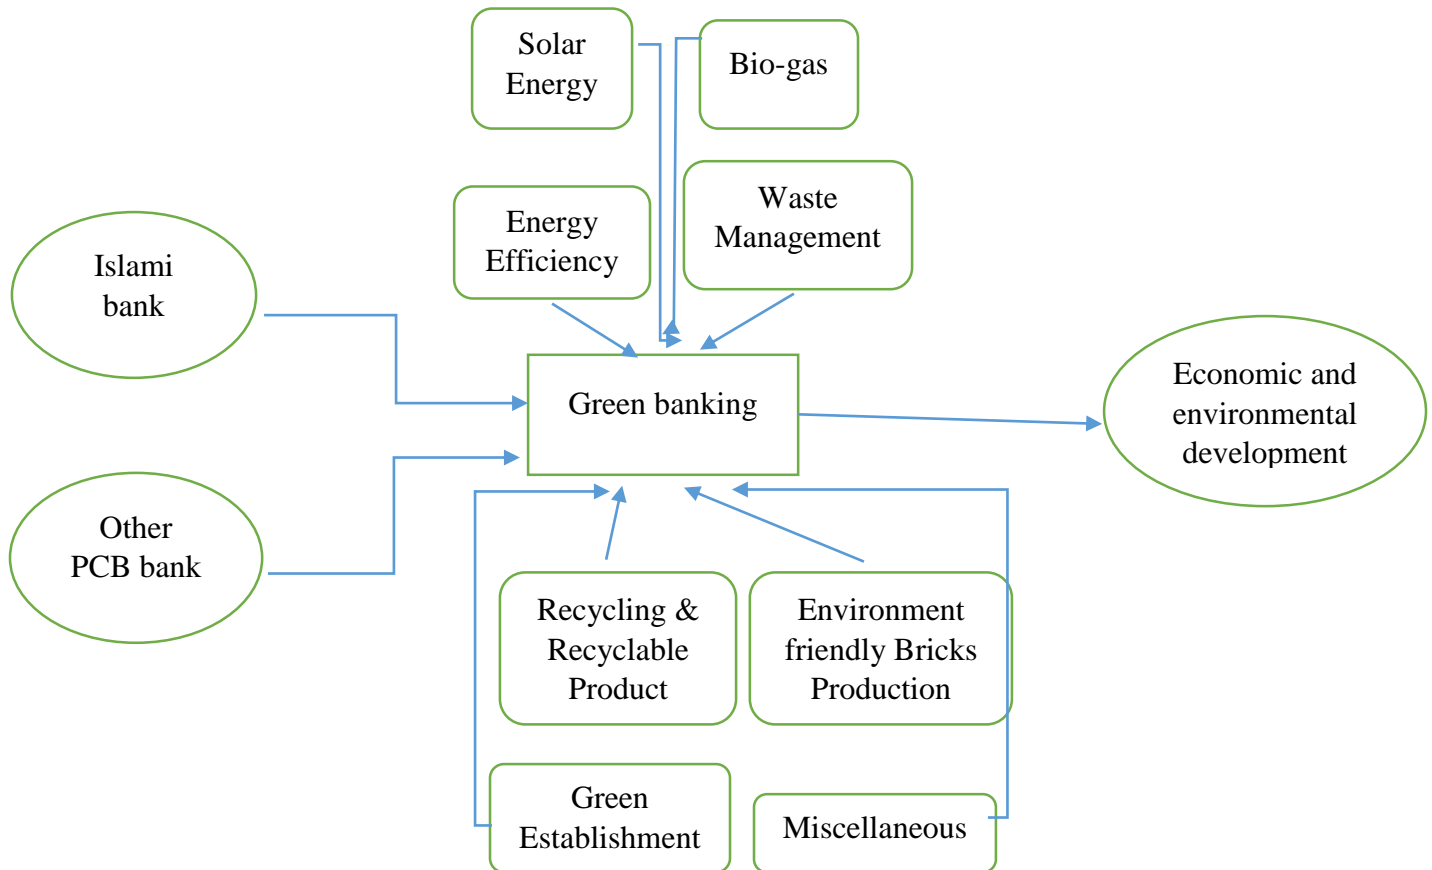 Solar
Energy
Bio-gas
Energy
Efficiency
Waste
Management
Islami
bank
Green banking
Economic and
environmental
development
Other
PCB bank
Recycling &
Recyclable
Product
Environment
friendly Bricks
Production
Green
Establishment
Miscellaneous